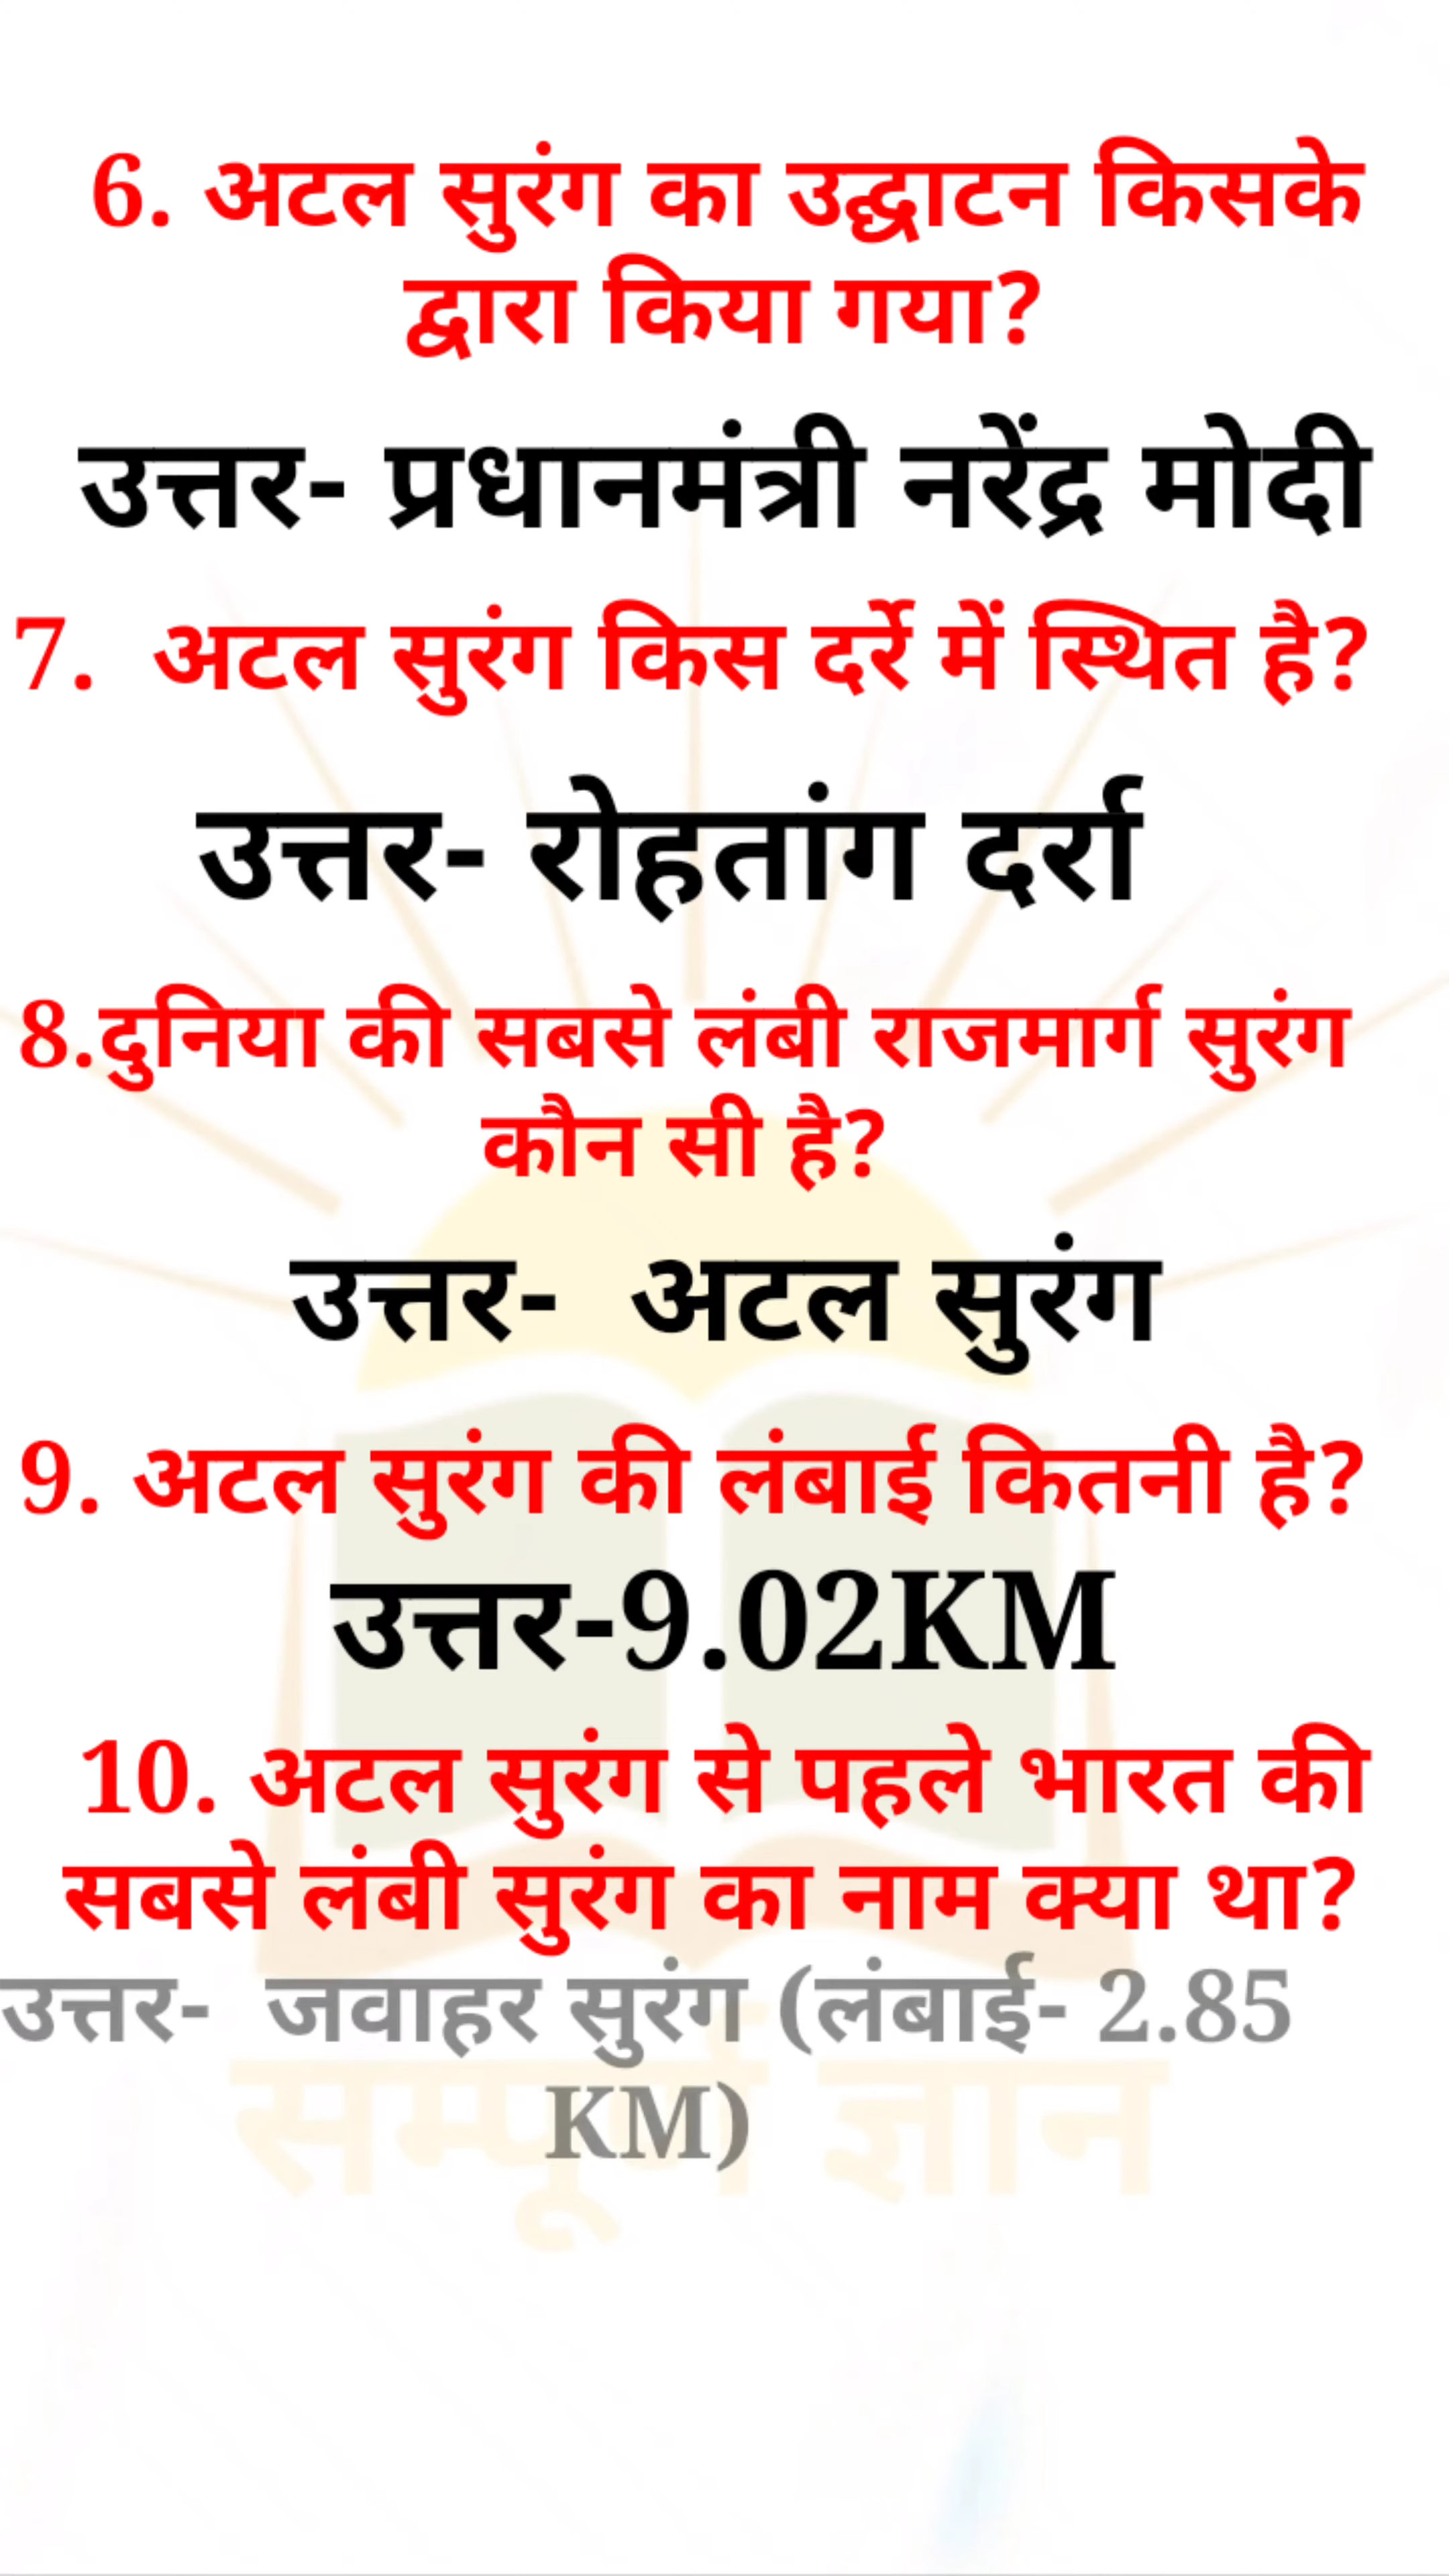 6. अटल सुरंग का उद्घाटन किसके
द्वारा किया गया?
उत्तर- प्रधानमंत्री नरेंद्र मोदी
7. अटल सुरंग किस दर्रे में स्थित है?
उत्तर- रोहतांग दर्रा
8.दुनिया की सबसे लंबी राजमार्ग सुरंग
कौन सी है?
उत्तर- अटल सुरंग
9. अटल सुरंग की लंबाई कितनी है?
उत्तर-9.02KM
10. अटल सुरंग से पहले भारत की
सबसे लंबी सुरंग का नाम क्या था?
उत्तर- जवाहर सुरंग (लंबाई- 2.85
KM)
सम्पूर्ण ज्ञान